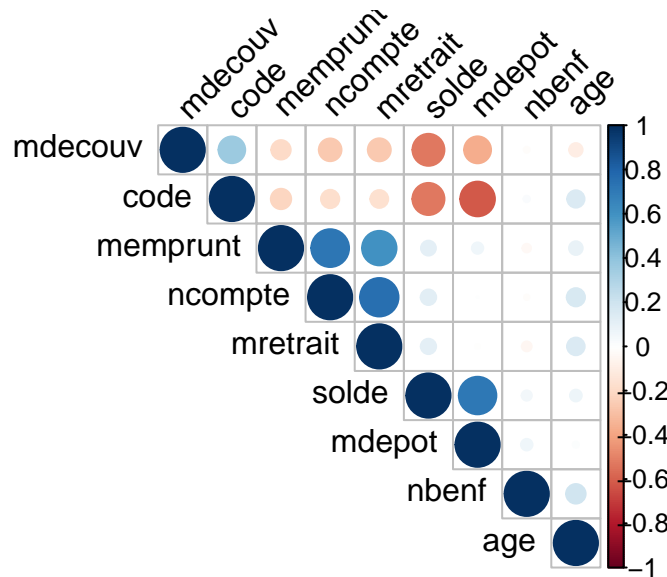 mdecouv
code
memprunt
ncompte
mretrait
solde
mdepot
nbenf
age
mdecouv
code
memprunt
ncompte
mretrait
solde
mdepot
nbenf
age
1
0.8
0.6
0.4
0.2
0
-0.2
-0.4
-0.6
-0.8
−1